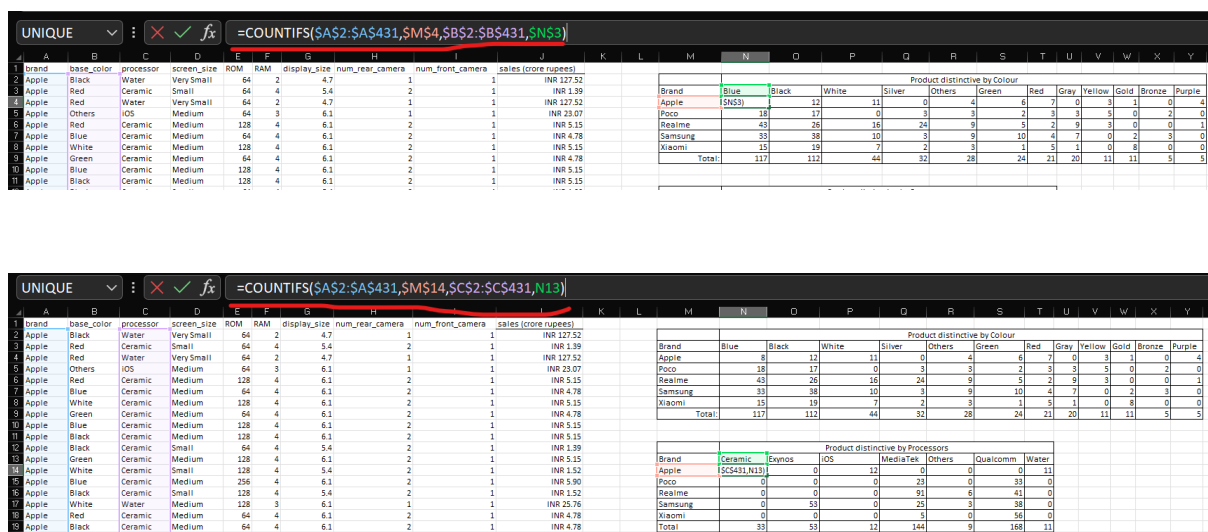 UNIQUE =COUNTIFS($A$2:$A$431,$M$4,$B$2:$B$431,$N$3)
A B C D E F G H I J K L M N O P Q R S T U V W X Y
1 brand base_color processor screen_size ROM RAM display_size num_rear_camera num_front_camera sales (crore rupees)
2 Apple Black Water Very Small 64 2 4.7 1 1 INR 127.52 Product distinctive by Colour
3 Apple Red Ceramic Small 64 4 5.4 2 1 INR 1.39 Brand Blue Black White Silver Others Green Red Gray Yellow Gold Bronze Purple
4 Apple Red Water Very Small 64 2 4.7 1 1 INR 127.52 Apple $N$3) 12 11 0 4 6 7 0 3 1 0 4
5 Apple Others iOS Medium 64 3 6.1 1 1 INR 23.07 Poco 18 17 0 3 3 2 3 3 5 0 2 0
6 Apple Red Ceramic Medium 128 4 6.1 2 1 INR 5.15 Realme 43 26 16 24 9 5 2 9 3 0 0 1
7 Apple Blue Ceramic Medium 64 4 6.1 2 1 INR 4.78 Samsung 33 38 10 3 9 10 4 7 0 2 3 0
8 Apple White Ceramic Medium 128 4 6.1 2 1 INR 5.15 Xiaomi 15 19 7 2 3 1 5 1 0 8 0 0
9 Apple Green Ceramic Medium 64 4 6.1 2 1 INR 4.78 Total: 117 112 44 32 28 24 21 20 11 11 5 5
10 Apple Blue Ceramic Medium 128 4 6.1 2 1 INR 5.15
11 Apple Black Ceramic Medium 128 4 6.1 2 1 INR 5.15
UNIQUE =COUNTIFS($A$2:$A$431,$M$14,$C$2:$C$431,N13)
A B C D E F G H I J K L M N O P Q R S T U V W X Y
1 brand base_color processor screen_size ROM RAM display_size num_rear_camera num_front_camera sales (crore rupees)
2 Apple Black Water Very Small 64 2 4.7 1 1 INR 127.52 Product distinctive by Colour
3 Apple Red Ceramic Small 64 4 5.4 2 1 INR 1.39 Brand Blue Black White Silver Others Green Red Gray Yellow Gold Bronze Purple
4 Apple Red Water Very Small 64 2 4.7 1 1 INR 127.52 Apple 8 12 11 0 4 6 7 0 3 1 0 4
5 Apple Others iOS Medium 64 3 6.1 1 1 INR 23.07 Poco 18 17 0 3 3 2 3 3 5 0 2 0
6 Apple Red Ceramic Medium 128 4 6.1 2 1 INR 5.15 Realme 43 26 16 24 9 5 2 9 3 0 0 1
7 Apple Blue Ceramic Medium 64 4 6.1 2 1 INR 4.78 Samsung 33 38 10 3 9 10 4 7 0 2 3 0
8 Apple White Ceramic Medium 128 4 6.1 2 1 INR 5.15 Xiaomi 15 19 7 2 3 1 5 1 0 8 0 0
9 Apple Green Ceramic Medium 64 4 6.1 2 1 INR 4.78 Total: 117 112 44 32 28 24 21 20 11 11 5 5
10 Apple Blue Ceramic Medium 128 4 6.1 2 1 INR 5.15
11 Apple Black Ceramic Medium 128 4 6.1 2 1 INR 5.15
12 Apple Black Ceramic Small 64 4 5.4 2 1 INR 1.39 Product distinctive by Processors
13 Apple Green Ceramic Medium 128 4 6.1 2 1 INR 5.15 Brand Ceramic Exynos iOS MediaTek Others Qualcomm Water
14 Apple White Ceramic Small 128 4 5.4 2 1 INR 1.52 Apple $C$431,N13) 0 12 0 0 0 11
15 Apple Blue Ceramic Medium 256 4 6.1 2 1 INR 5.90 Poco 0 0 0 23 0 33 0
16 Apple Black Ceramic Small 128 4 5.4 2 1 INR 1.52 Realme 0 0 0 91 6 41 0
17 Apple White Water Medium 128 3 6.1 1 1 INR 25.76 Samsung 0 53 0 25 3 38 0
18 Apple Red Ceramic Medium 64 4 6.1 2 1 INR 4.78 Xiaomi 0 0 0 5 0 56 0
19 Apple Black Ceramic Medium 64 4 6.1 2 1 INR 4.78 Total 33 53 12 144 9 168 11